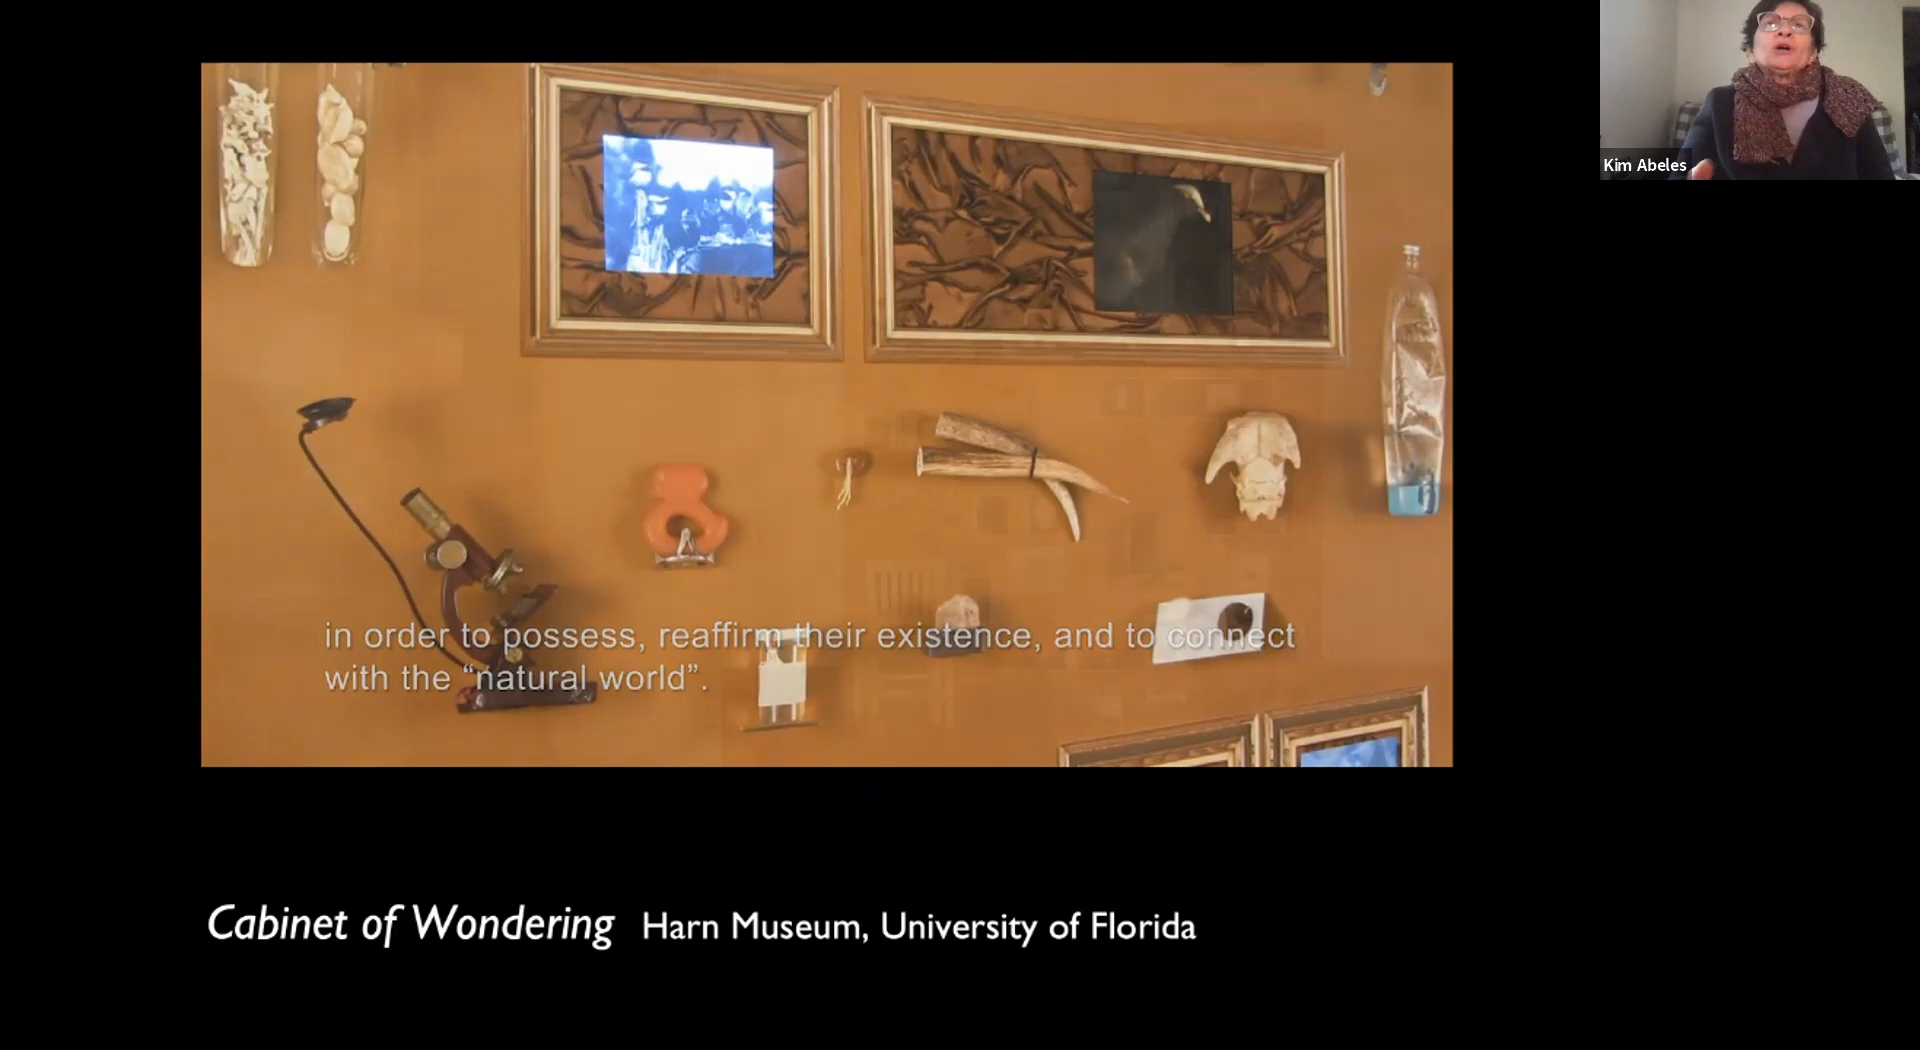 Kim Abeles
in order to possess, reaffirm their existence, and to connect
with the “natural world”.
Cabinet of Wondering Harn Museum, University of Florida